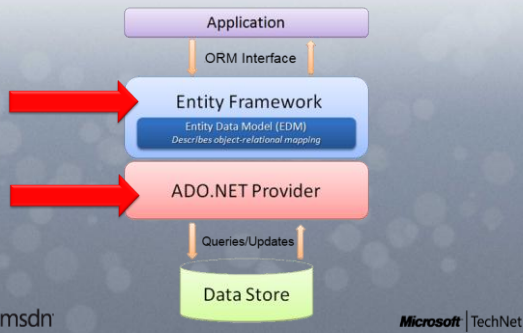 Application
ORM Interface
Entity Framework
Entity Data Model (EDM)
Describes object-relational mapping
ADO.NET Provider
Queries/Updates
Data Store
msdn
Microsoft | TechNet